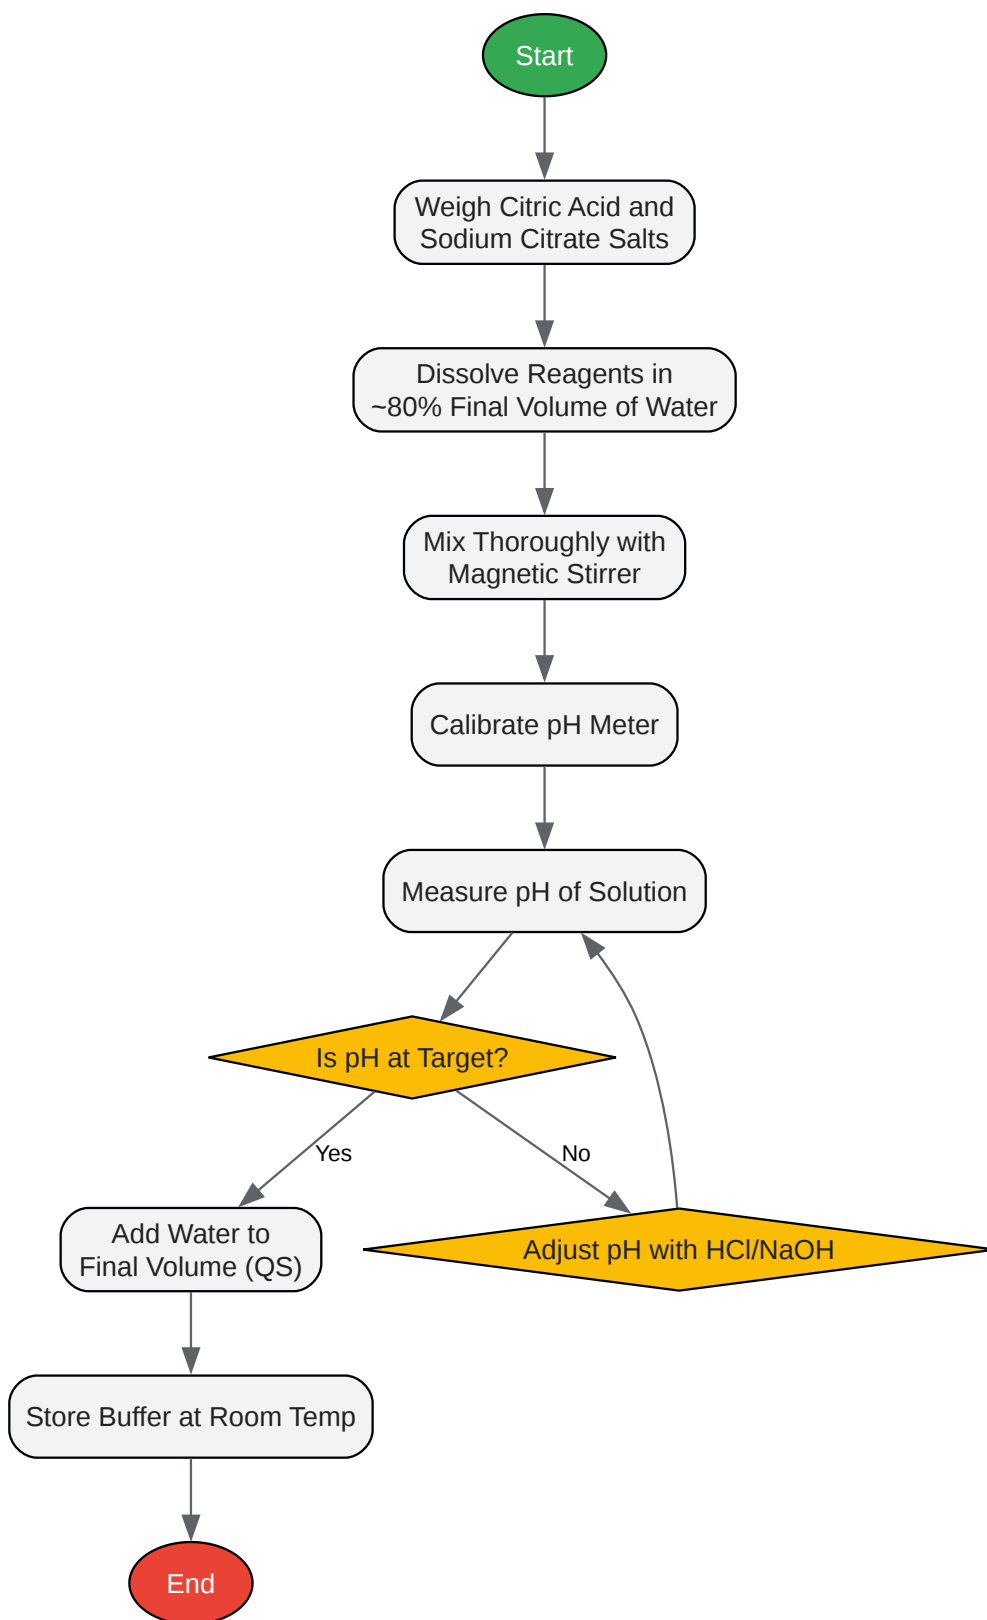 Start
Weigh Citric Acid and
Sodium Citrate Salts
Dissolve Reagents in
~80% Final Volume of Water
Mix Thoroughly with
Magnetic Stirrer
Calibrate pH Meter
Measure pH of Solution
Is pH at Target?
Yes
No
Add Water to
Final Volume (QS)
Adjust pH with HCl/NaOH
Store Buffer at Room Temp
End